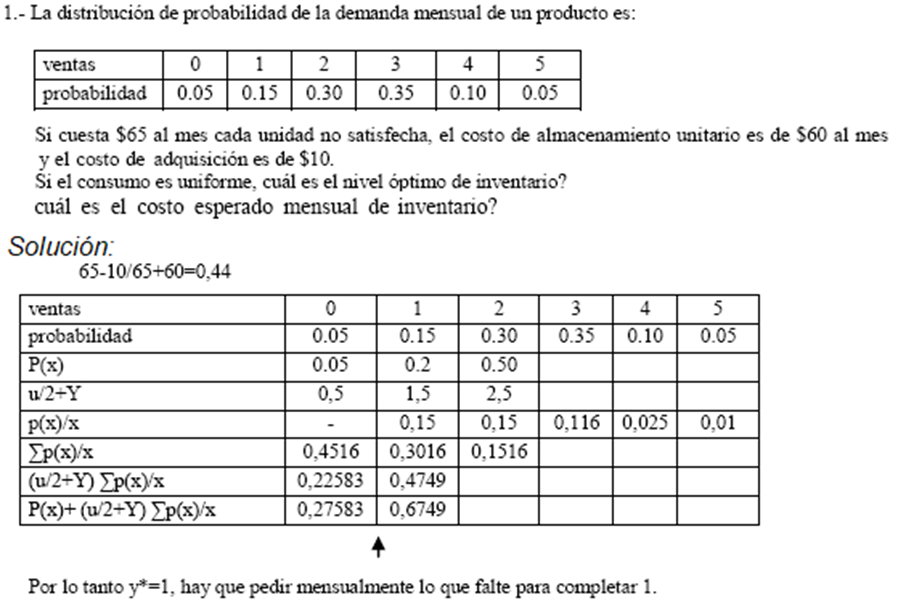 1.- La distribución de probabilidad de la demanda mensual de un producto es:
ventas 0 1 2 3 4 5
probabilidad 0.05 0.15 0.30 0.35 0.10 0.05
Si cuesta $65 al mes cada unidad no satisfecha, el costo de almacenamiento unitario es de $60 al mes
y el costo de adquisición es de $10.
Si el consumo es uniforme, cuál es el nivel óptimo de inventario?
cuál es el costo esperado mensual de inventario?
Solución:
65-10/65+60=0,44
ventas 0 1 2 3 4 5
probabilidad 0.05 0.15 0.30 0.35 0.10 0.05
P(x) 0.05 0.2 0.50
u/2+Y 0,5 1,5 2,5
p(x)/x - 0,15 0,15 0,116 0,025 0,01
∑p(x)/x 0,4516 0,3016 0,1516
(u/2+Y) ∑p(x)/x 0,22583 0,4749
P(x)+ (u/2+Y) ∑p(x)/x 0,27583 0,6749
Por lo tanto y*=1, hay que pedir mensualmente lo que falte para completar 1.